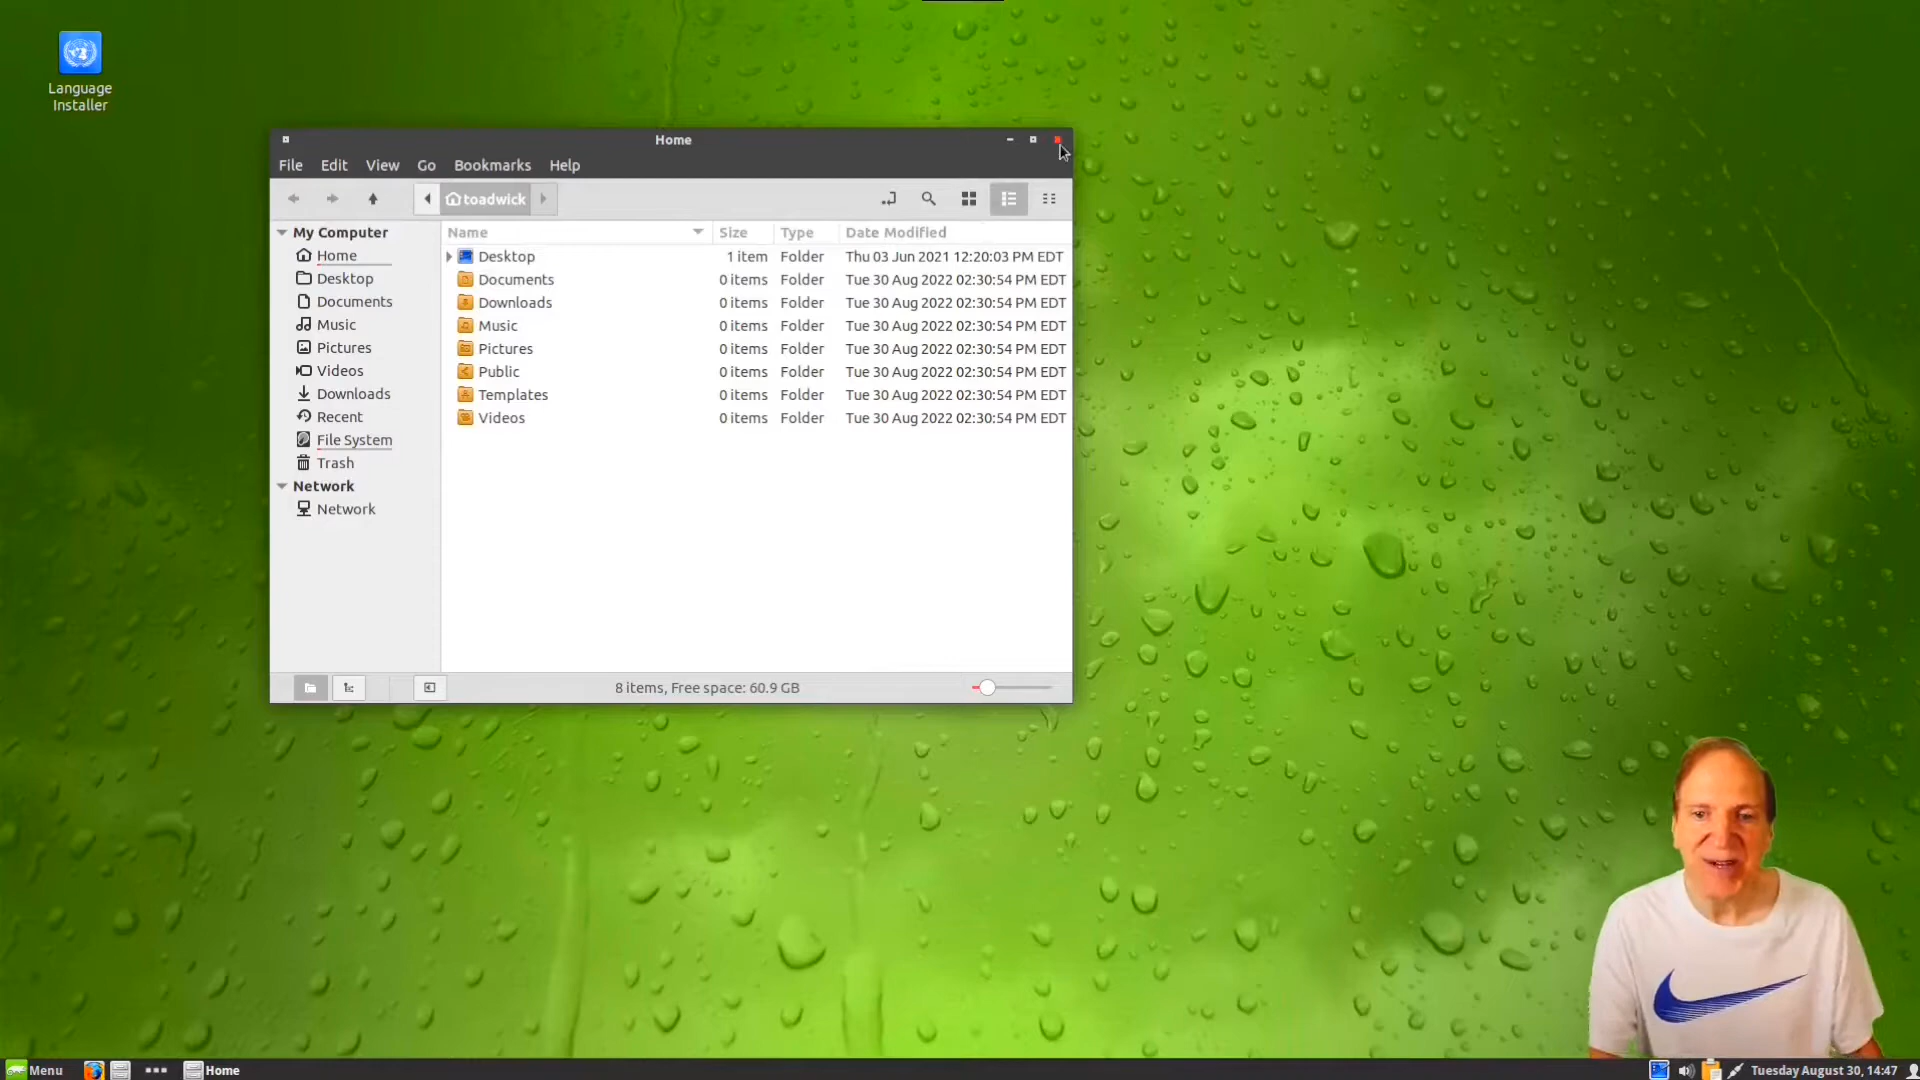 Language
Installer
Home
File Edit View Go Bookmarks Help
toadwick
My Computer
Home
Desktop
Documents
Music
Pictures
Videos
Downloads
Recent
File System
Trash
Network
Network
Name Size Type Date Modified
Desktop 1 item Folder Thu 03 Jun 2021 12:20:03 PM EDT
Documents 0 items Folder Tue 30 Aug 2022 02:30:54 PM EDT
Downloads 0 items Folder Tue 30 Aug 2022 02:30:54 PM EDT
Music 0 items Folder Tue 30 Aug 2022 02:30:54 PM EDT
Pictures 0 items Folder Tue 30 Aug 2022 02:30:54 PM EDT
Public 0 items Folder Tue 30 Aug 2022 02:30:54 PM EDT
Templates 0 items Folder Tue 30 Aug 2022 02:30:54 PM EDT
Videos 0 items Folder Tue 30 Aug 2022 02:30:54 PM EDT
8 items, Free space: 60.9 GB
Menu Home Tuesday August 30, 14:47